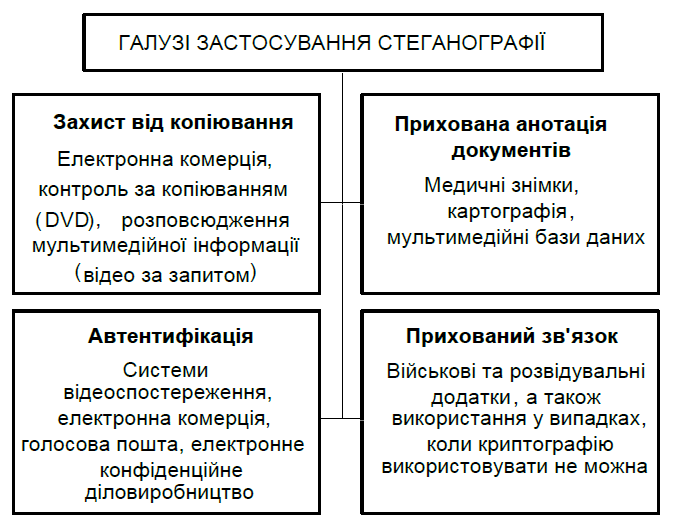 ГАЛУЗІ ЗАСТОСУВАННЯ СТЕГАНОГРАФІЇ
Захист від копіювання
Електронна комерція,
контроль за копіюванням
(DVD), розповсюдження
мультимедійної інформації
(відео за запитом)
Прихована анотація
документів
Медичні знімки,
картографія,
мультимедійні бази даних
Автентифікація
Системи
відеоспостереження,
електронна комерція,
голосова пошта, електронне
конфіденційне
діловиробництво
Прихований зв'язок
Військові та розвідувальні
додатки, а також
використання у випадках,
коли криптографію
використовувати не можна